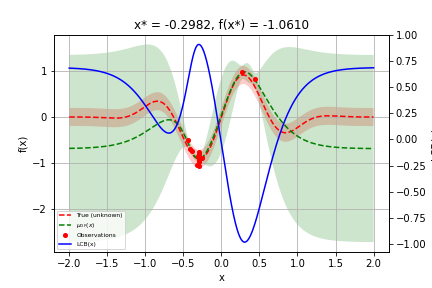 x* = -0.2982, f(x*) = -1.0610
f(x)
1
0
−1
−2
1.00
0.75
0.50
0.25
0.00
−0.25
−0.50
−0.75
−1.00
True (unknown)
μGP(x)
Observations
LCB(x)
−2.0 −1.5 −1.0 −0.5 0.0 0.5 1.0 1.5 2.0
x